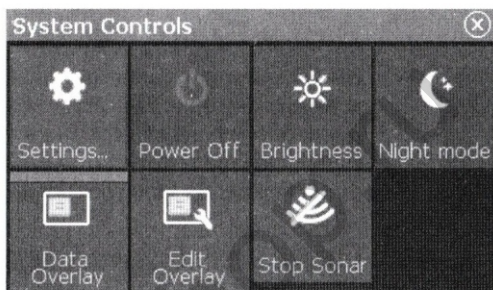 System Controls
Settings... Power Off Brightness Night mode
Data Edit Stop Sonar
Overlay Overlay